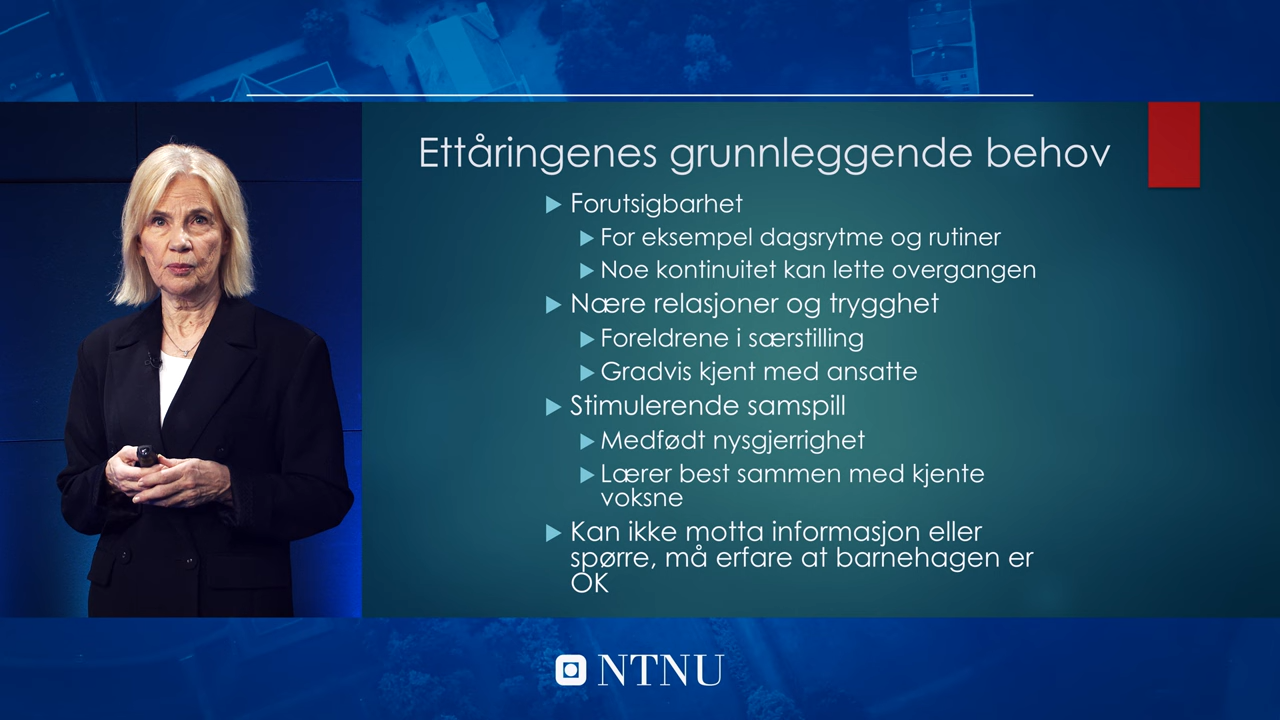 Ettåringenes grunnleggende behov
Forutsigbarhet
For eksempel dagsrytme og rutiner
Noe kontinuitet kan lette overgangen
Nære relasjoner og trygghet
Foreldrene i særstilling
Gradvis kjent med ansatte
Stimulerende samspill
Medfødt nysgjerrighet
Lærer best sammen med kjente
voksne
Kan ikke motta informasjon eller
spørre, må erfare at barnehagen er
OK
NTNU